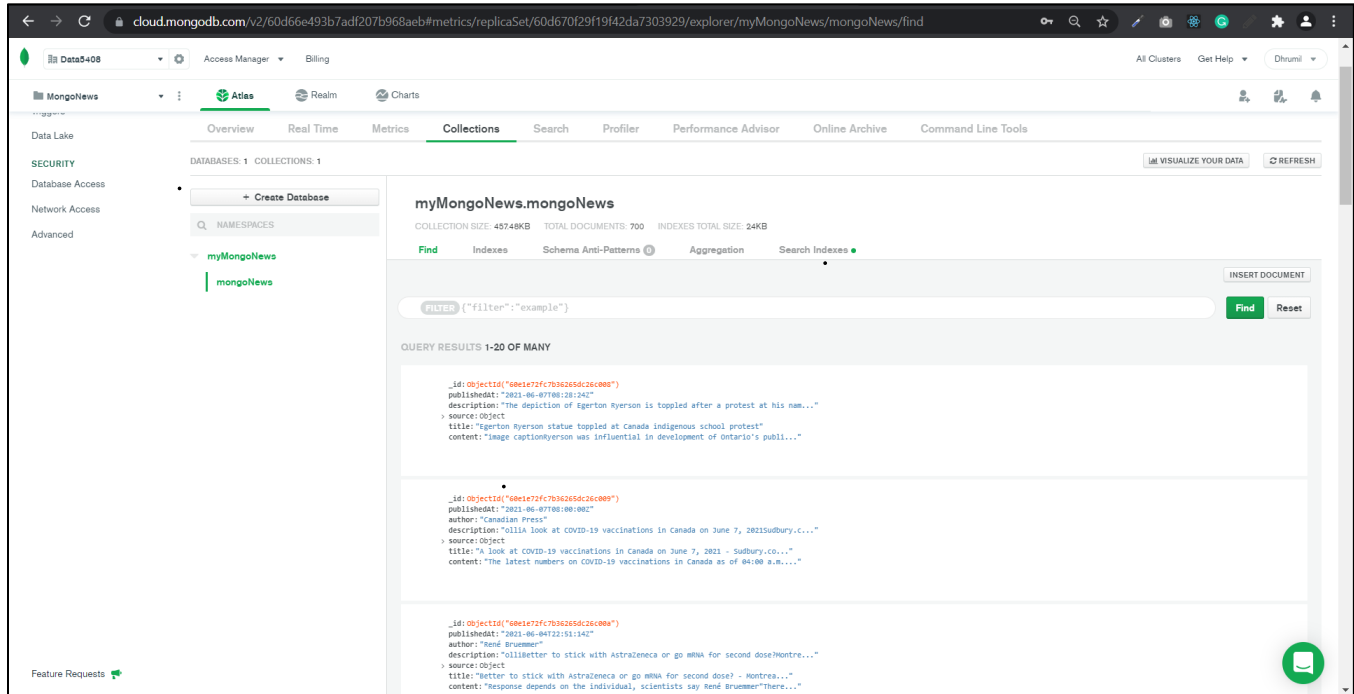 cloud.mongodb.com/v2/60d66e493b7adf207b968aeb#metrics/replicaSet/60d670f29f19f42da7303929/explorer/myMongoNews/mongoNews/find
Data5408 Access Manager Billing All Clusters Get Help Dhrumil
MongoNews Atlas Realm Charts
Triggers
Data Lake
SECURITY
Database Access
Network Access
Advanced
Feature Requests
Overview Real Time Metrics Collections Search Profiler Performance Advisor Online Archive Command Line Tools
DATABASES: 1 COLLECTIONS: 1 VISUALIZE YOUR DATA REFRESH
+ Create Database
NAMESPACES
myMongoNews
mongoNews
myMongoNews.mongoNews
COLLECTION SIZE: 457.48KB TOTAL DOCUMENTS: 700 INDEXES TOTAL SIZE: 24KB
Find Indexes Schema Anti-Patterns 0 Aggregation Search Indexes
INSERT DOCUMENT
FILTER {"filter":"example"} Find Reset
QUERY RESULTS 1-20 OF MANY
_id: ObjectId("60e1e72fc7b36265dc26c008")
publishedAt: "2021-06-07T08:28:24Z"
description: "The depiction of Egerton Ryerson is toppled after a protest at his nam..."
> source: Object
title: "Egerton Ryerson statue toppled at Canada indigenous school protest"
content: "image captionRyerson was influential in development of Ontario's publi..."
_id: ObjectId("60e1e72fc7b36265dc26c009")
publishedAt: "2021-06-07T08:00:00Z"
author: "Canadian Press"
description: "olliA look at COVID-19 vaccinations in Canada on June 7, 2021Sudbury.c..."
> source: Object
title: "A look at COVID-19 vaccinations in Canada on June 7, 2021 - Sudbury.co..."
content: "The latest numbers on COVID-19 vaccinations in Canada as of 04:00 a.m...."
_id: ObjectId("60e1e72fc7b36265dc26c00a")
publishedAt: "2021-06-04T22:51:14Z"
author: "René Bruemmer"
description: "olliBetter to stick with AstraZeneca or go mRNA for second dose?Montre..."
> source: Object
title: "Better to stick with AstraZeneca or go mRNA for second dose? - Montrea..."
content: "Response depends on the individual, scientists say René Bruemmer"There..."